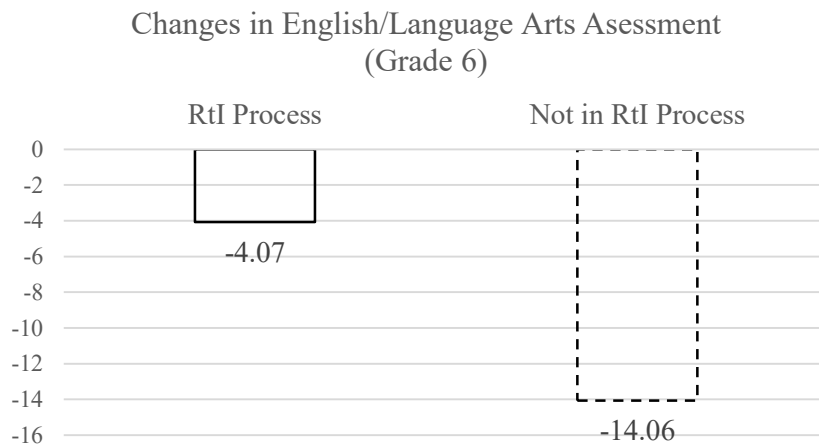 Changes in English/Language Arts Asessment
(Grade 6)
RtI Process
Not in RtI Process
0
-2
-4
-4.07
-6
-8
-10
-12
-14
-14.06
-16